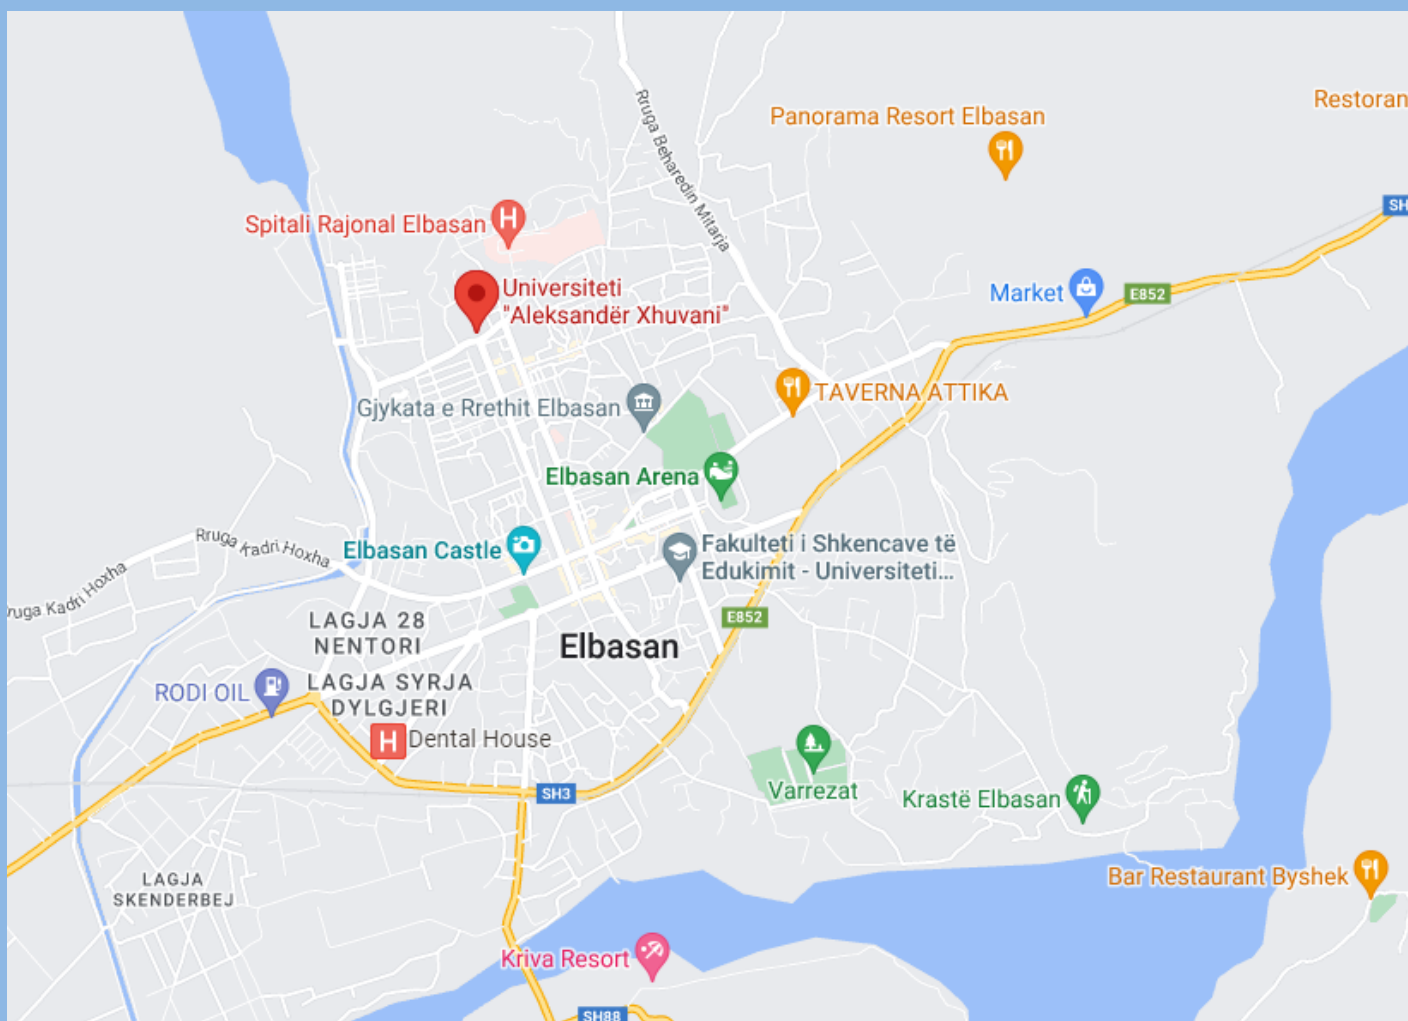 Restoran
Panorama Resort Elbasan
Rruga Beharedin Mitarja
SH
Spitali Rajonal Elbasan
Universiteti
"Aleksandër Xhuvani"
Market
E852
TAVERNA ATTIKA
Gjykata e Rrethit Elbasan
Elbasan Arena
Rruga Kadri Hoxha
Elbasan Castle
Fakulteti i Shkencave të
Edukimit - Universiteti...
ruga Kadri Hoxha
LAGJA 28
NENTORI
E852
Elbasan
RODI OIL
LAGJA SYRJA
DYLGJERI
Dental House
SH3
Varrezat
Krastë Elbasan
LAGJA
SKENDERBEJ
Bar Restaurant Byshek
Kriva Resort
SH88